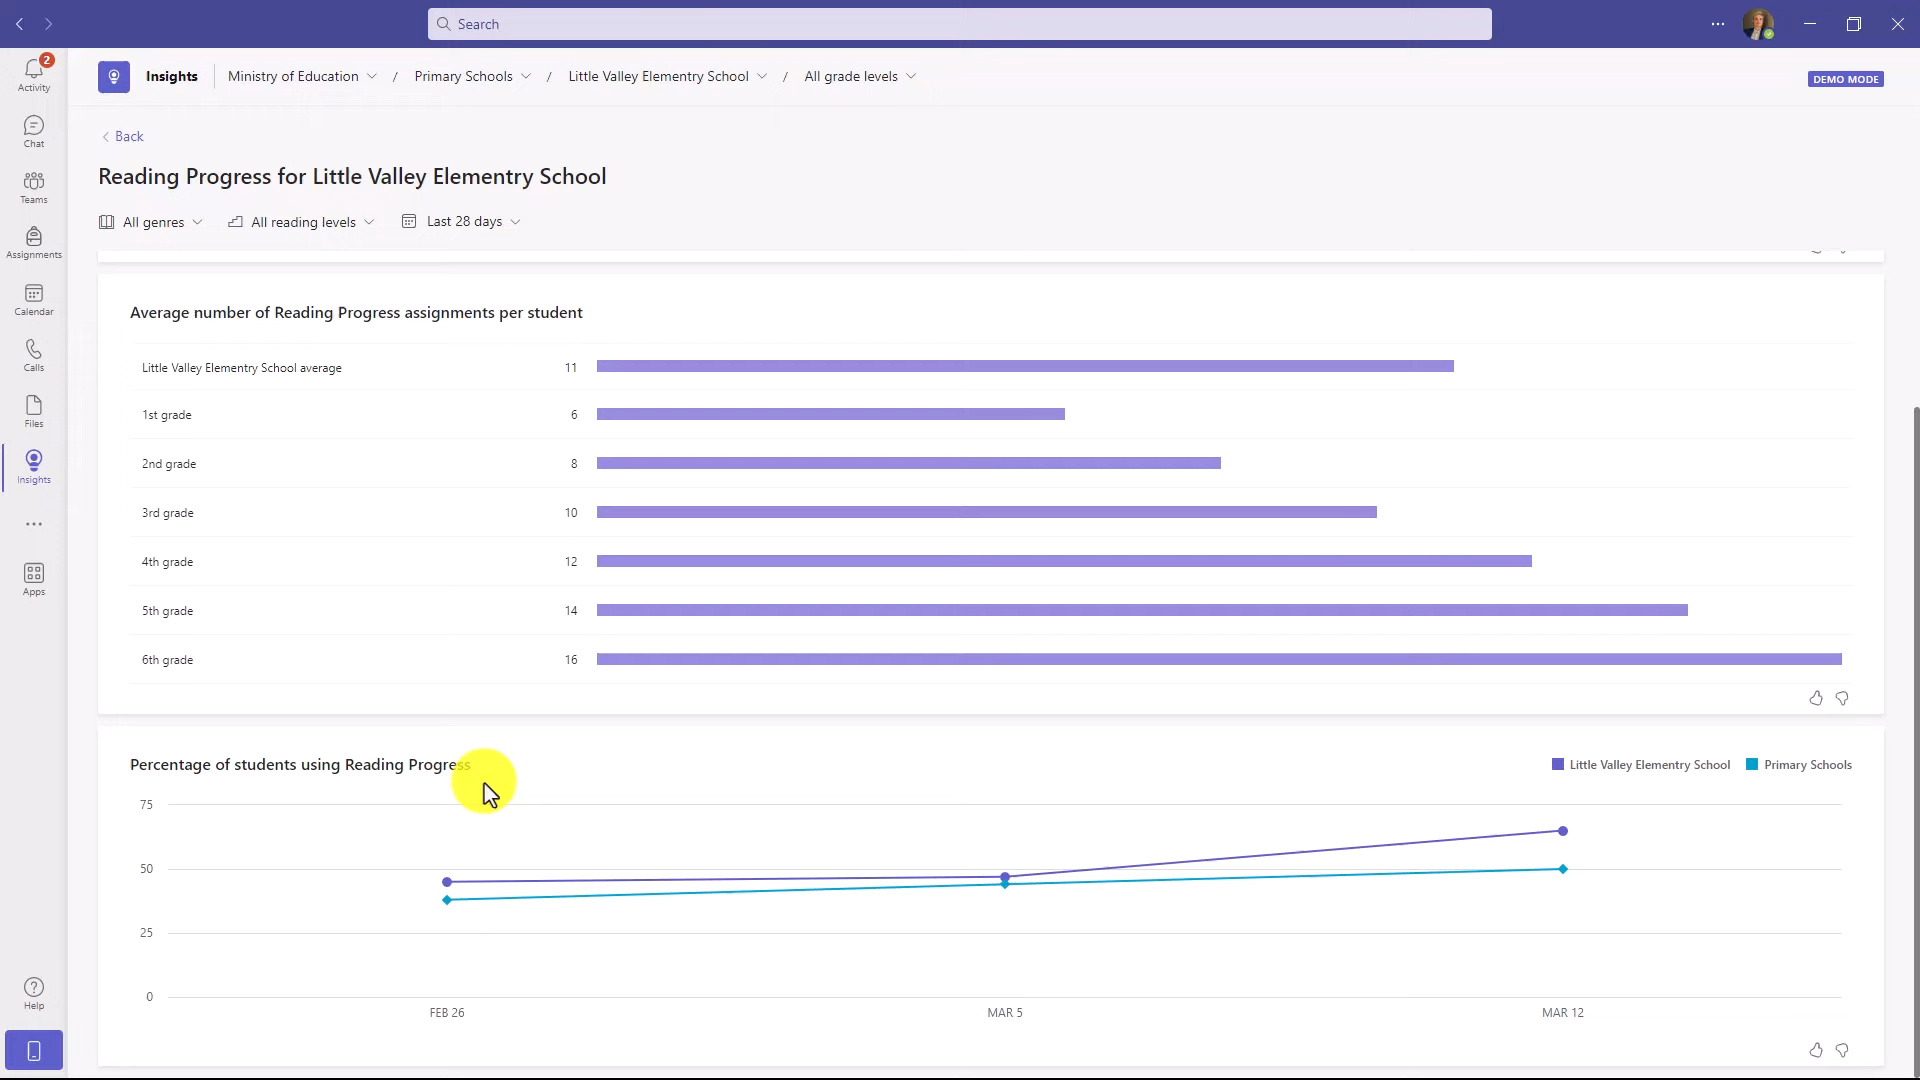 Search
2
Activity
Chat
Teams
Assignments
Calendar
Calls
Files
Insights
Apps
Help
Insights Ministry of Education / Primary Schools / Little Valley Elementry School / All grade levels
DEMO MODE
Back
Reading Progress for Little Valley Elementry School
All genres All reading levels Last 28 days
Average number of Reading Progress assignments per student
Little Valley Elementry School average 11
1st grade 6
2nd grade 8
3rd grade 10
4th grade 12
5th grade 14
6th grade 16
Percentage of students using Reading Progress
Little Valley Elementry School Primary Schools
75
50
25
0
FEB 26 MAR 5 MAR 12